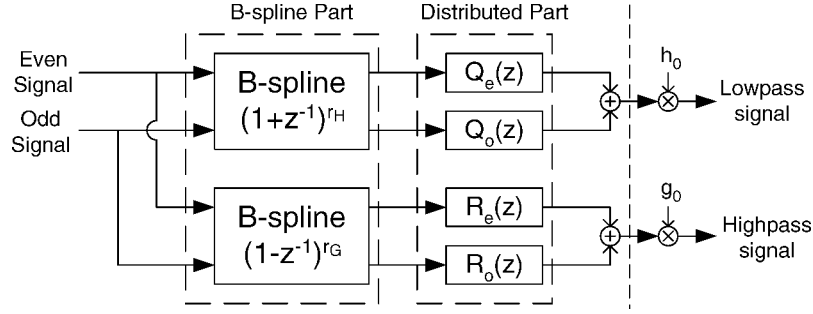 B-spline Part
Distributed Part
Even
Signal
Odd
Signal
B-spline
(1+z⁻¹)^rH
Qe(z)
Qo(z)
+
h0
×
Lowpass
signal
B-spline
(1-z⁻¹)^rG
Re(z)
Ro(z)
+
g0
×
Highpass
signal